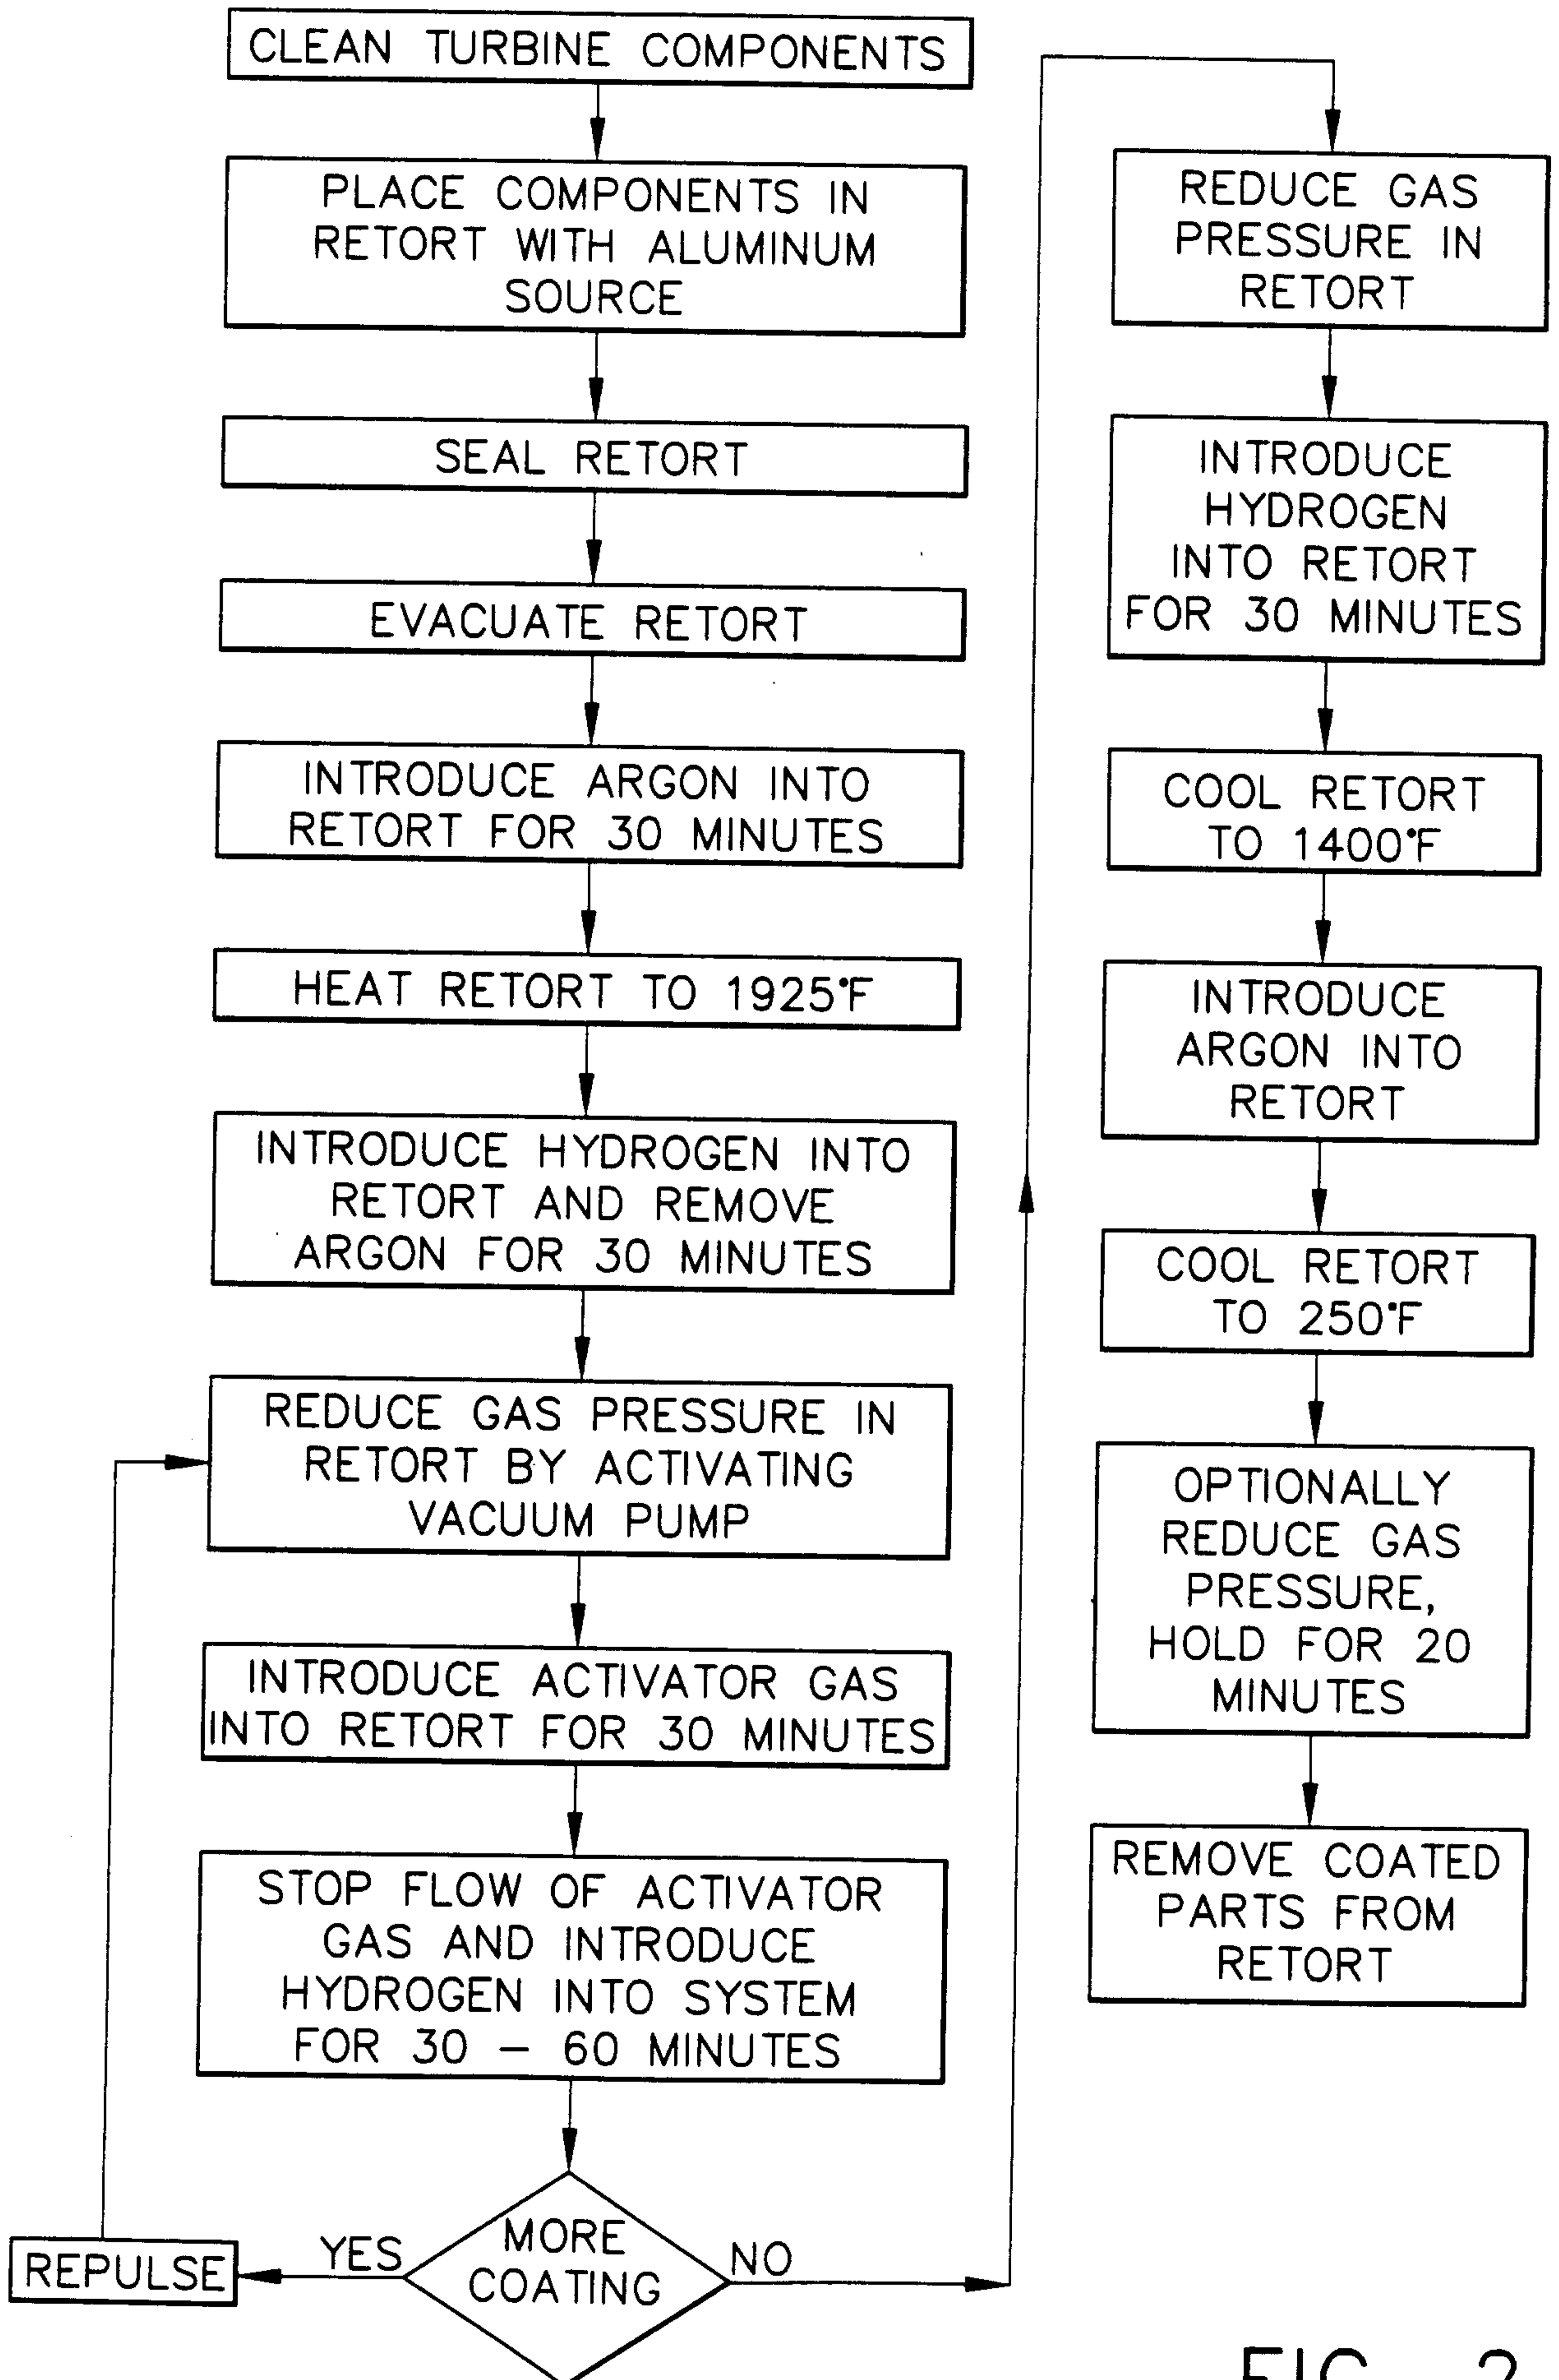 CLEAN TURBINE COMPONENTS
PLACE COMPONENTS IN
RETORT WITH ALUMINUM
SOURCE
SEAL RETORT
EVACUATE RETORT
INTRODUCE ARGON INTO
RETORT FOR 30 MINUTES
HEAT RETORT TO 1925°F
INTRODUCE HYDROGEN INTO
RETORT AND REMOVE
ARGON FOR 30 MINUTES
REDUCE GAS PRESSURE IN
RETORT BY ACTIVATING
VACUUM PUMP
INTRODUCE ACTIVATOR GAS
INTO RETORT FOR 30 MINUTES
STOP FLOW OF ACTIVATOR
GAS AND INTRODUCE
HYDROGEN INTO SYSTEM
FOR 30 – 60 MINUTES
MORE
COATING
YES
NO
REPULSE
REDUCE GAS
PRESSURE IN
RETORT
INTRODUCE
HYDROGEN
INTO RETORT
FOR 30 MINUTES
COOL RETORT
TO 1400°F
INTRODUCE
ARGON INTO
RETORT
COOL RETORT
TO 250°F
OPTIONALLY
REDUCE GAS
PRESSURE,
HOLD FOR 20
MINUTES
REMOVE COATED
PARTS FROM
RETORT
FIG. 2